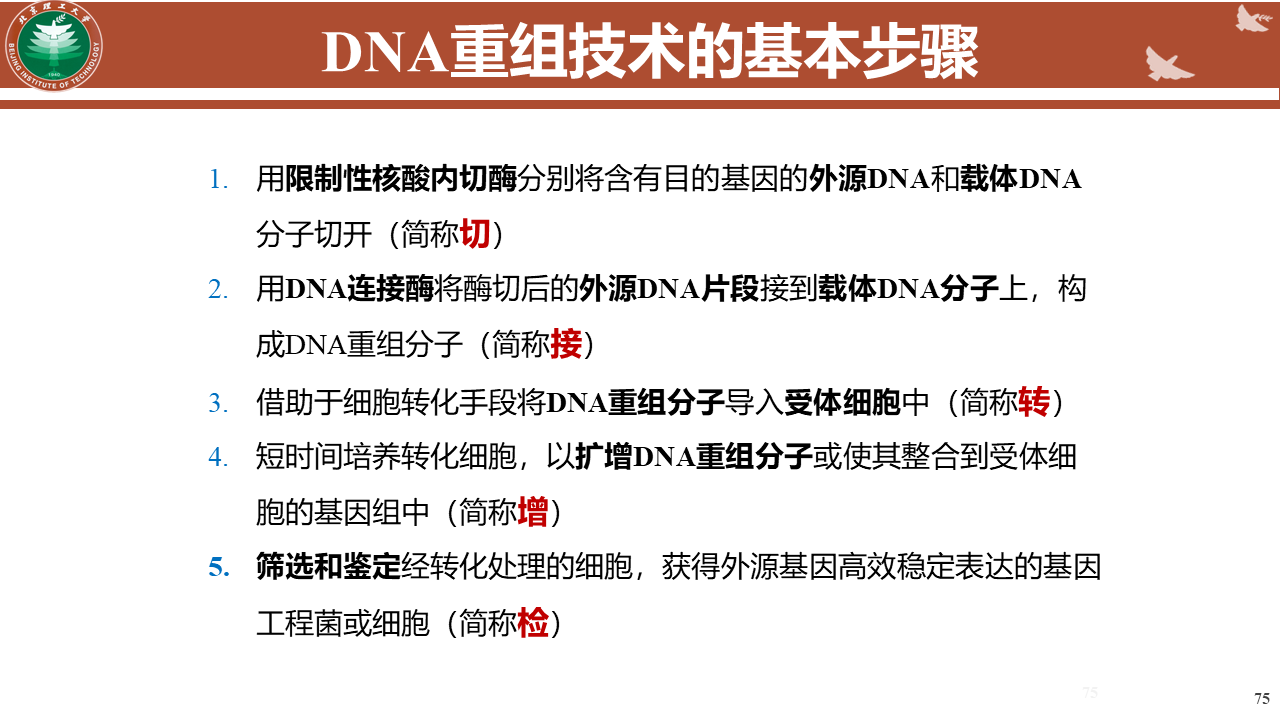 北京理工大学
BEIJING INSTITUTE OF TECHNOLOGY
1940
DNA重组技术的基本步骤
1. 用限制性核酸内切酶分别将含有目的基因的外源DNA和载体DNA
分子切开（简称切）
2. 用DNA连接酶将酶切后的外源DNA片段接到载体DNA分子上，构
成DNA重组分子（简称接）
3. 借助于细胞转化手段将DNA重组分子导入受体细胞中（简称转）
4. 短时间培养转化细胞，以扩增DNA重组分子或使其整合到受体细
胞的基因组中（简称增）
5. 筛选和鉴定经转化处理的细胞，获得外源基因高效稳定表达的基因
工程菌或细胞（简称检）
75
75